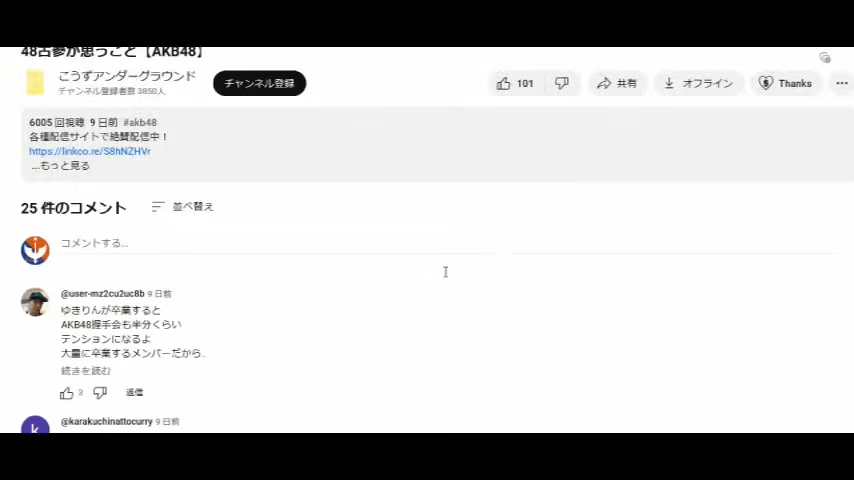 48古参が思うこと【AKB48】
こうずアンダーグラウンド
チャンネル登録者数 3850人
チャンネル登録
101
共有
オフライン
Thanks
6005 回視聴 9 日前 #akb48
各種配信サイトで絶賛配信中！
https://linkco.re/S8hNZHVr
...もっと見る
25 件のコメント
並べ替え
コメントする...
@user-mz2cu2uc8b 9 日前
ゆきりんが卒業すると
AKB48握手会も半分くらい
テンションになるよ
大量に卒業するメンバーだから..
続きを読む
3
返信
@karakuchinattocurry 9 日前
k